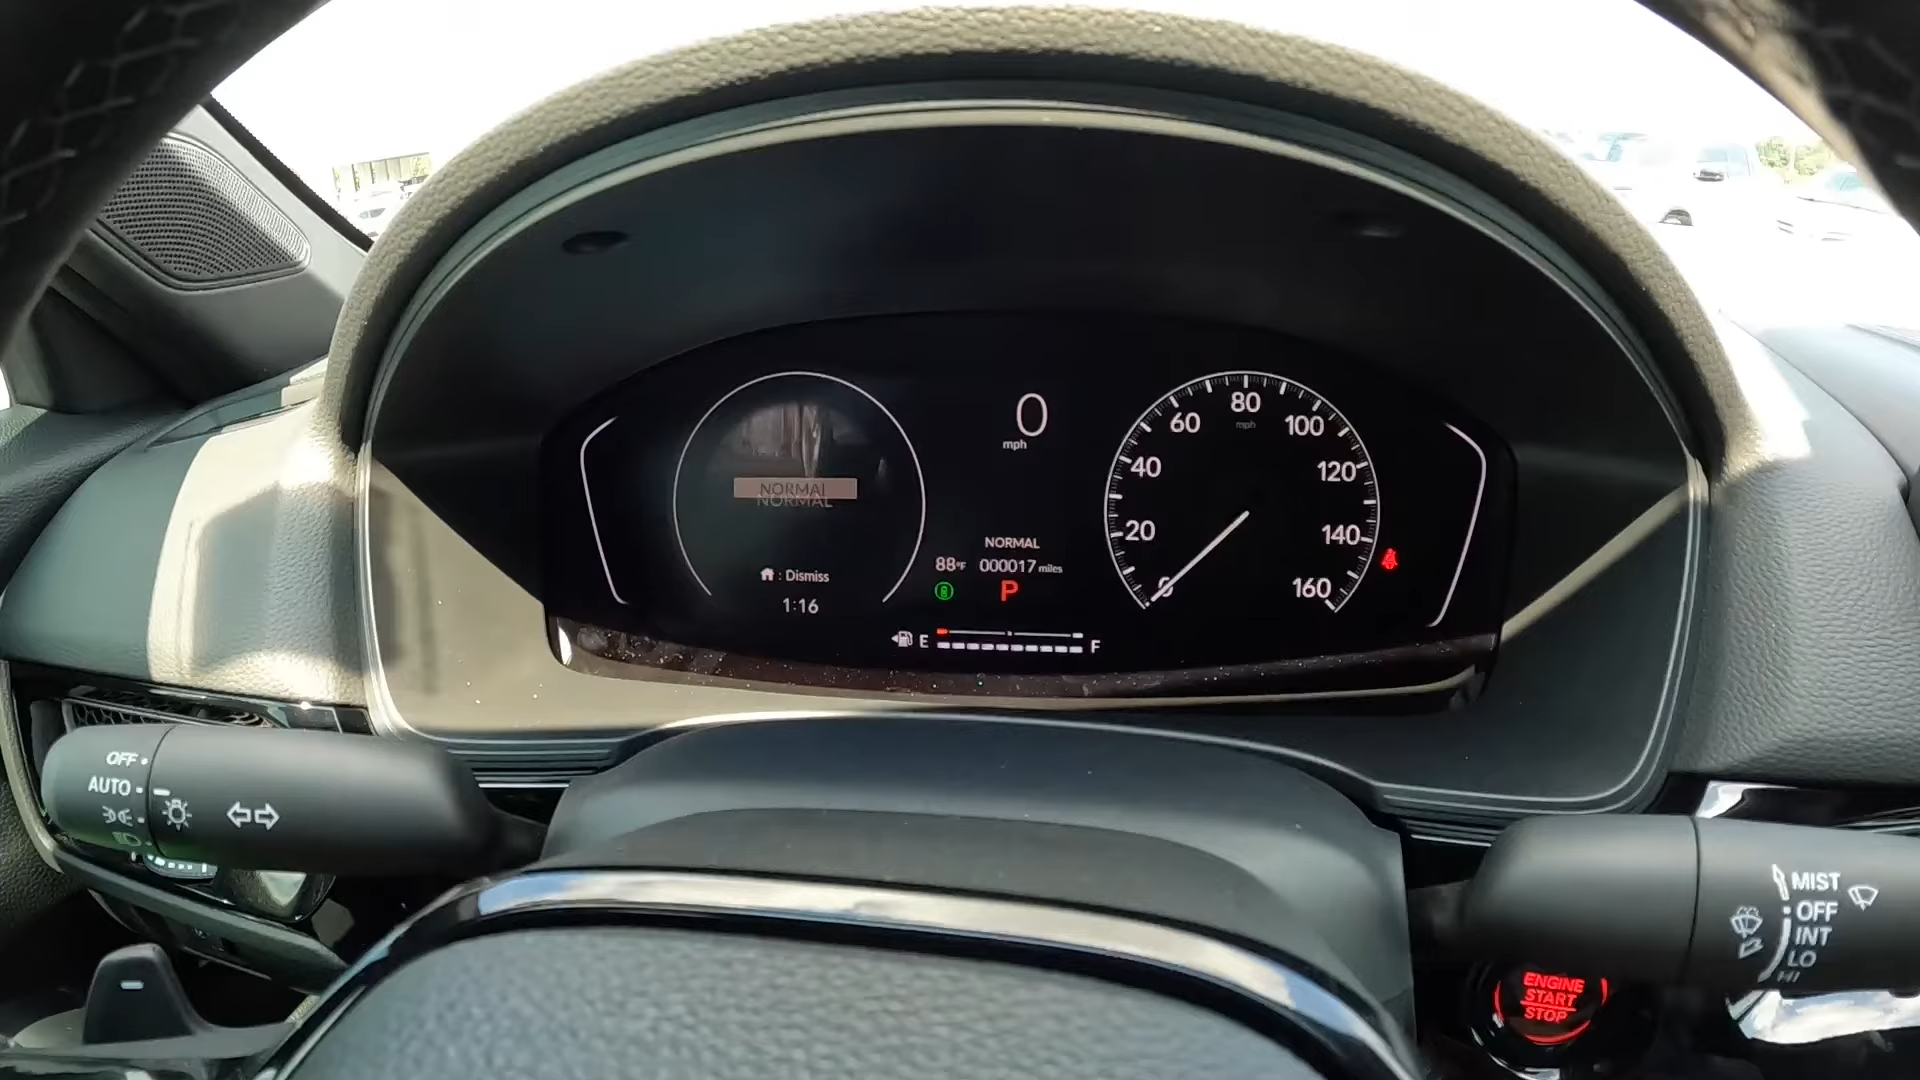 0
mph
NORMAL
NORMAL
: Dismiss
1:16
NORMAL
88°F 000017 miles
P
E F
0
20
40
60
80
mph
100
120
140
160
OFF
AUTO
MIST
OFF
INT
LO
HI
ENGINE
START
STOP